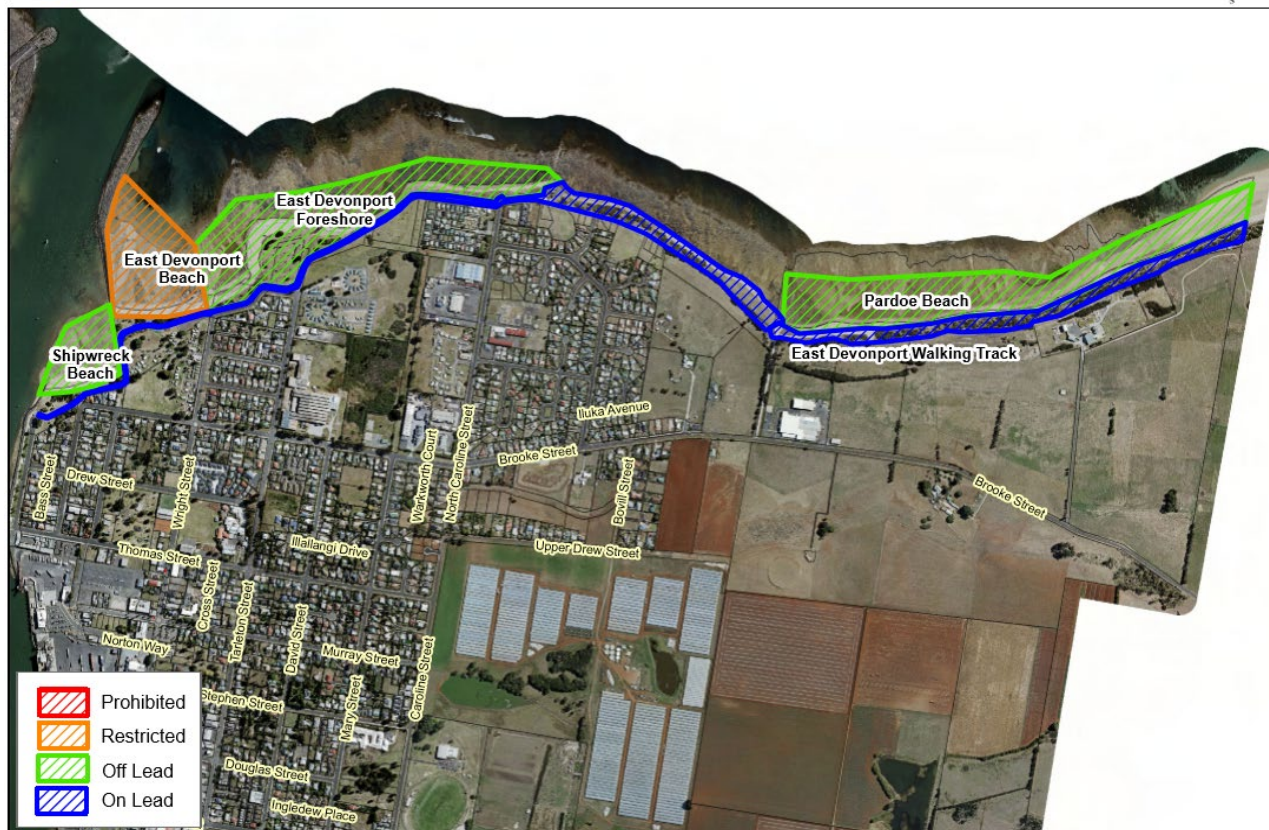 East Devonport
Foreshore
East Devonport
Beach
Pardoe Beach
Shipwreck
Beach
East Devonport Walking Track
Iluka Avenue
Warkworth Court
North Caroline Street
Brooke Street
Bass Street
Drew Street
Wright Street
Bovill Street
Brooke Street
Thomas Street
Illallangi Drive
Upper Drew Street
Cross Street
Tarleton Street
David Street
Norton Way
Murray Street
Mary Street
Caroline Street
Stephen Street
Douglas Street
Ingledew Place
Prohibited
Restricted
Off Lead
On Lead